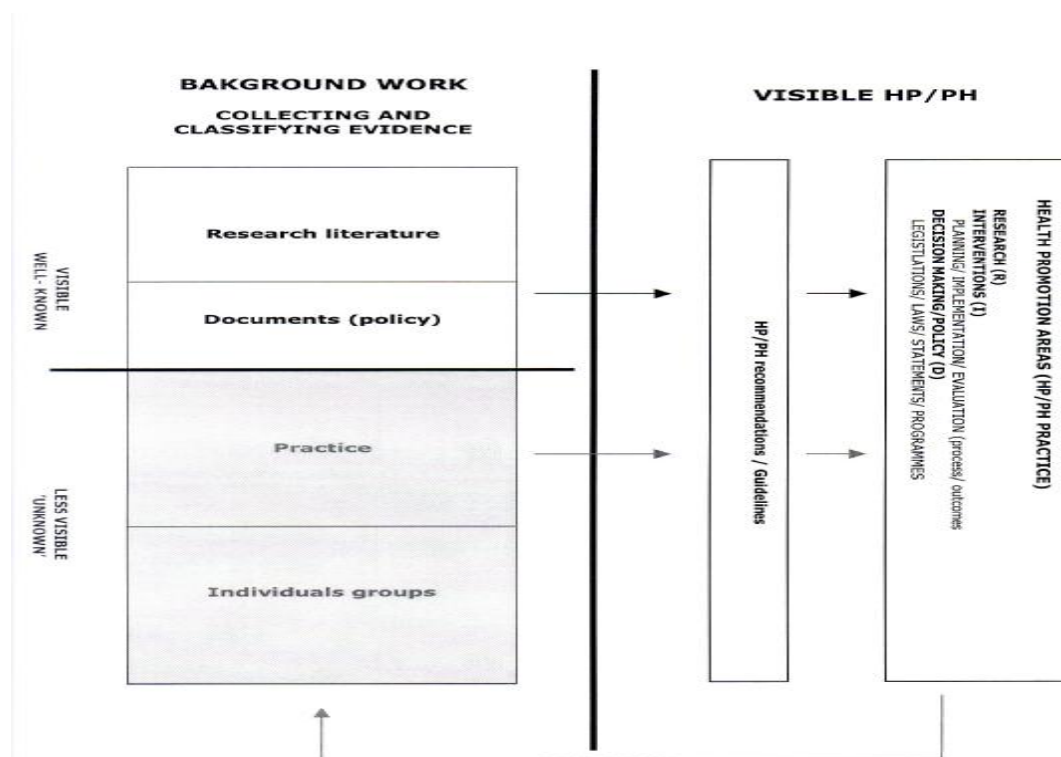 BAKGROUND WORK
COLLECTING AND
CLASSIFYING EVIDENCE
VISIBLE HP/PH
VISIBLE
WELL- KNOWN
Research literature
Documents (policy)
LESS VISIBLE
'UNKNOWN'
Practice
Individuals groups
HP/PH recommendations / Guidelines
HEALTH PROMOTION AREAS (HP/PH PRACTICE)
RESEARCH (R)
INTERVENTIONS (I)
PLANNING/ IMPLEMENTATION/ EVALUATION (process/ outcomes
DECISION MAKING/POLICY (D)
LEGISTLATIONS/ LAWS/ STATEMENTS/ PROGRAMMES